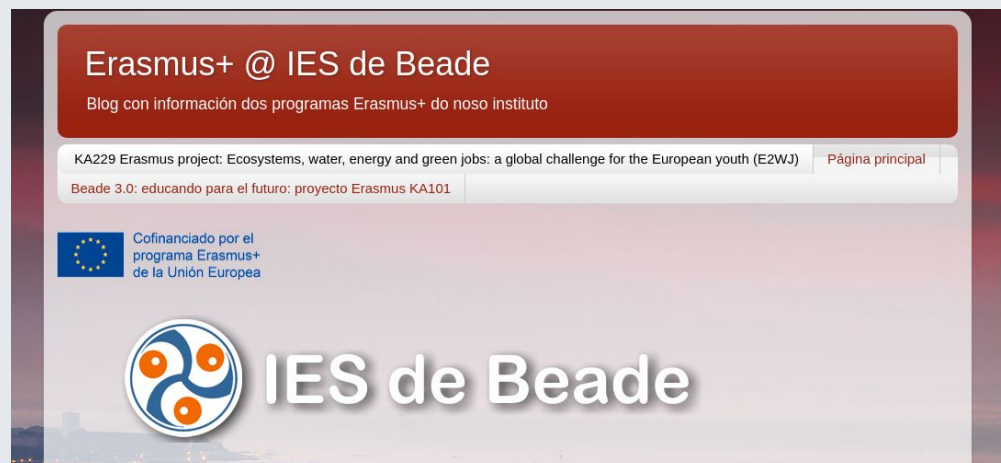 Erasmus+ @ IES de Beade
Blog con información dos programas Erasmus+ do noso instituto
KA229 Erasmus project: Ecosystems, water, energy and green jobs: a global challenge for the European youth (E2WJ)
Página principal
Beade 3.0: educando para el futuro: proyecto Erasmus KA101
Cofinanciado por el
programa Erasmus+
de la Unión Europea
IES de Beade